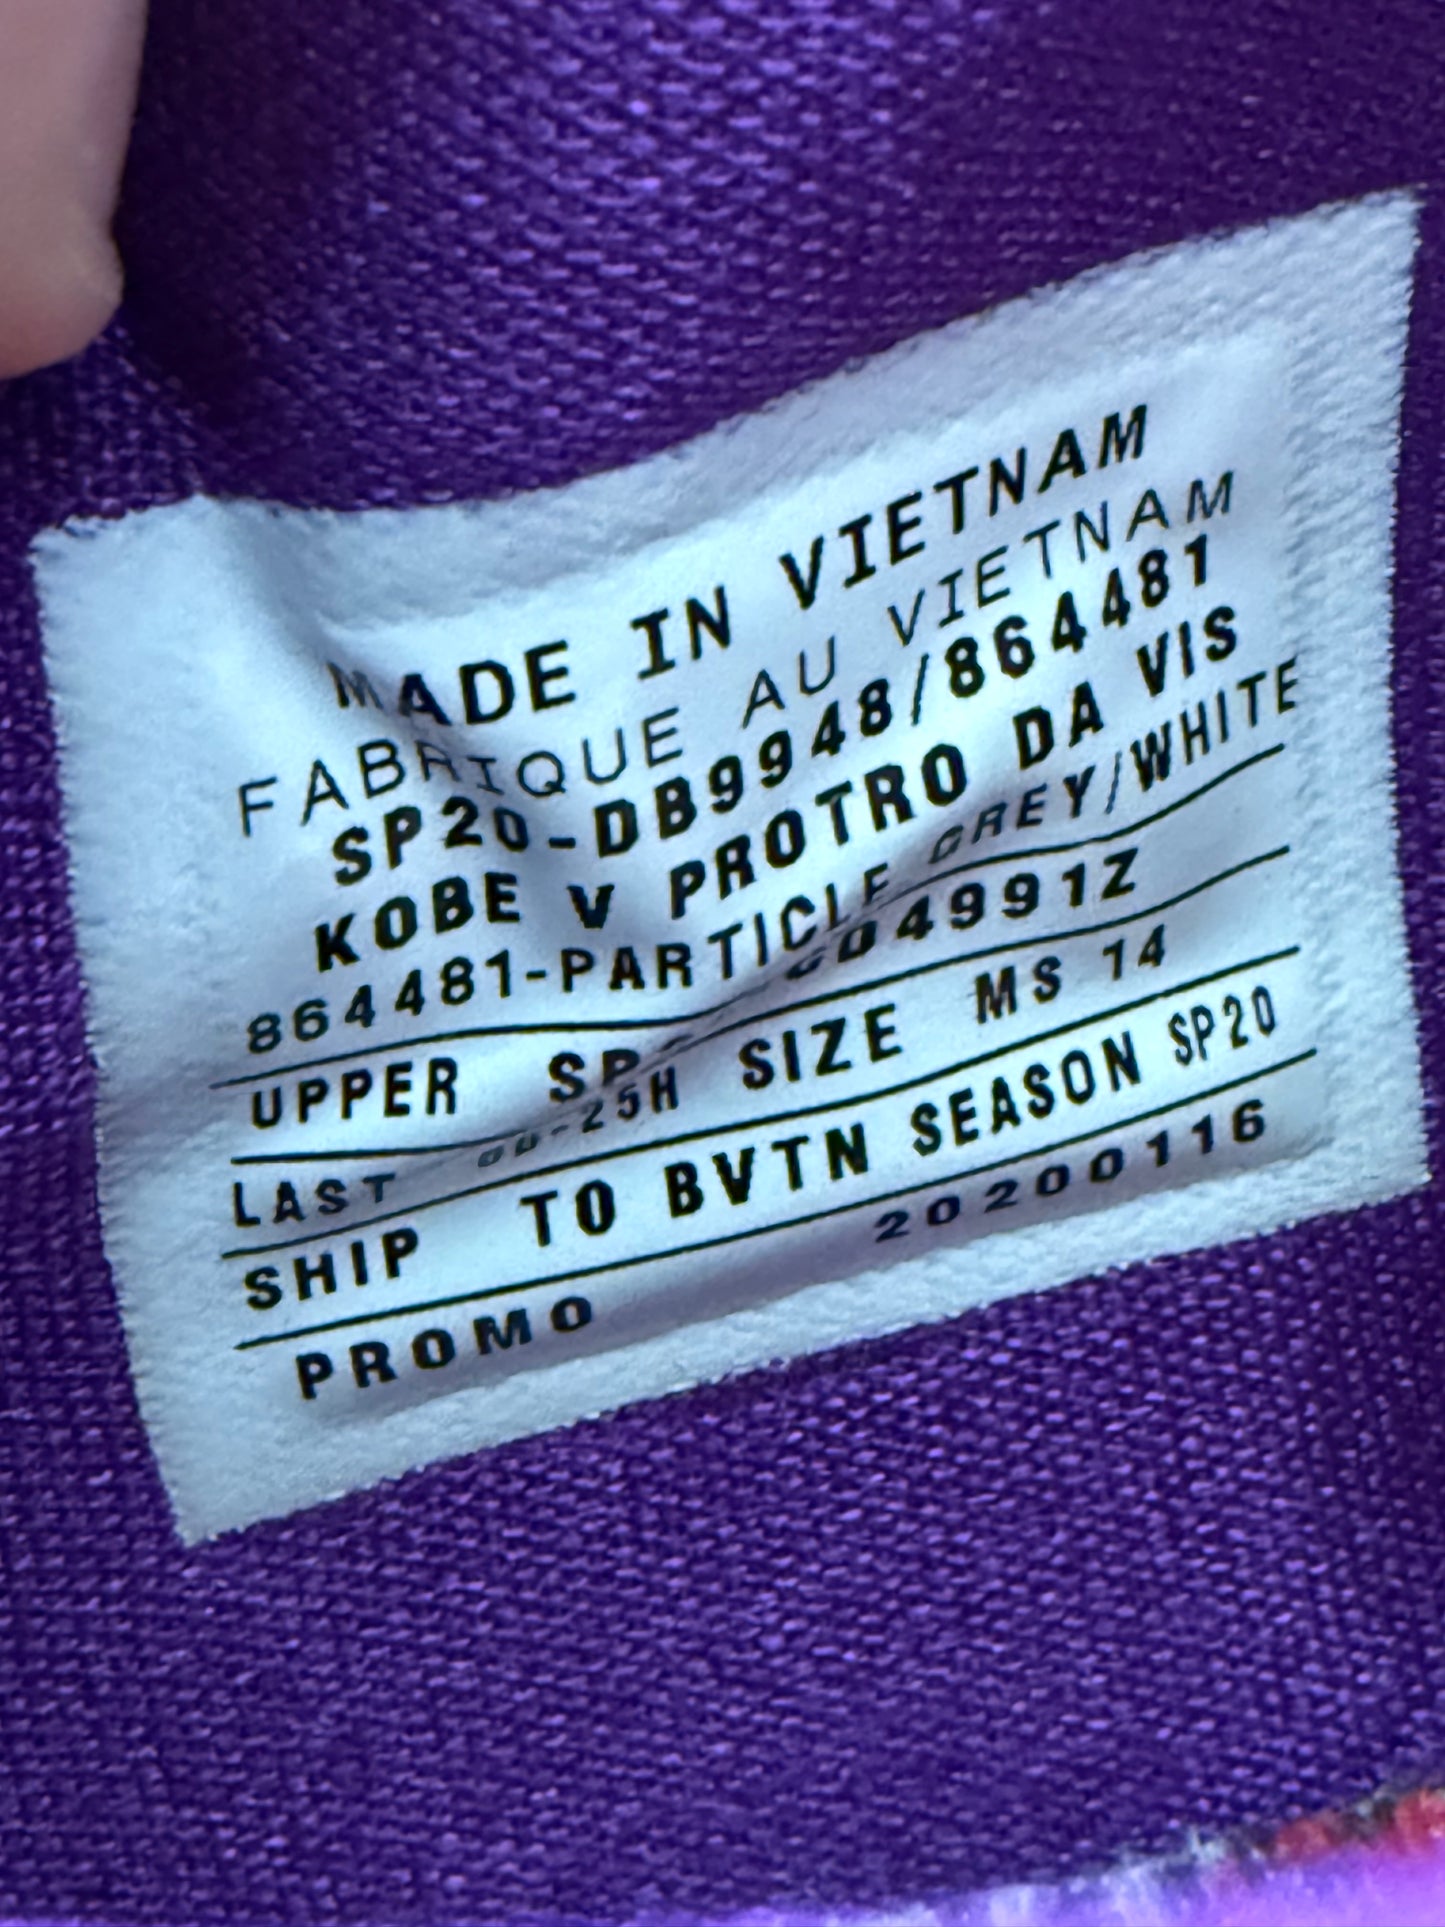 MADE IN VIETNAM
FABRIQUE AU VIETNAM
SP20-DB9948/864481
KOBE V PROTRO DA VIS
864481-PARTICLE GREY/WHITE
UPPER CD4991Z
LAST SIZE MS 14
SHIP TO BVTN SEASON SP20
PROMO 20200116